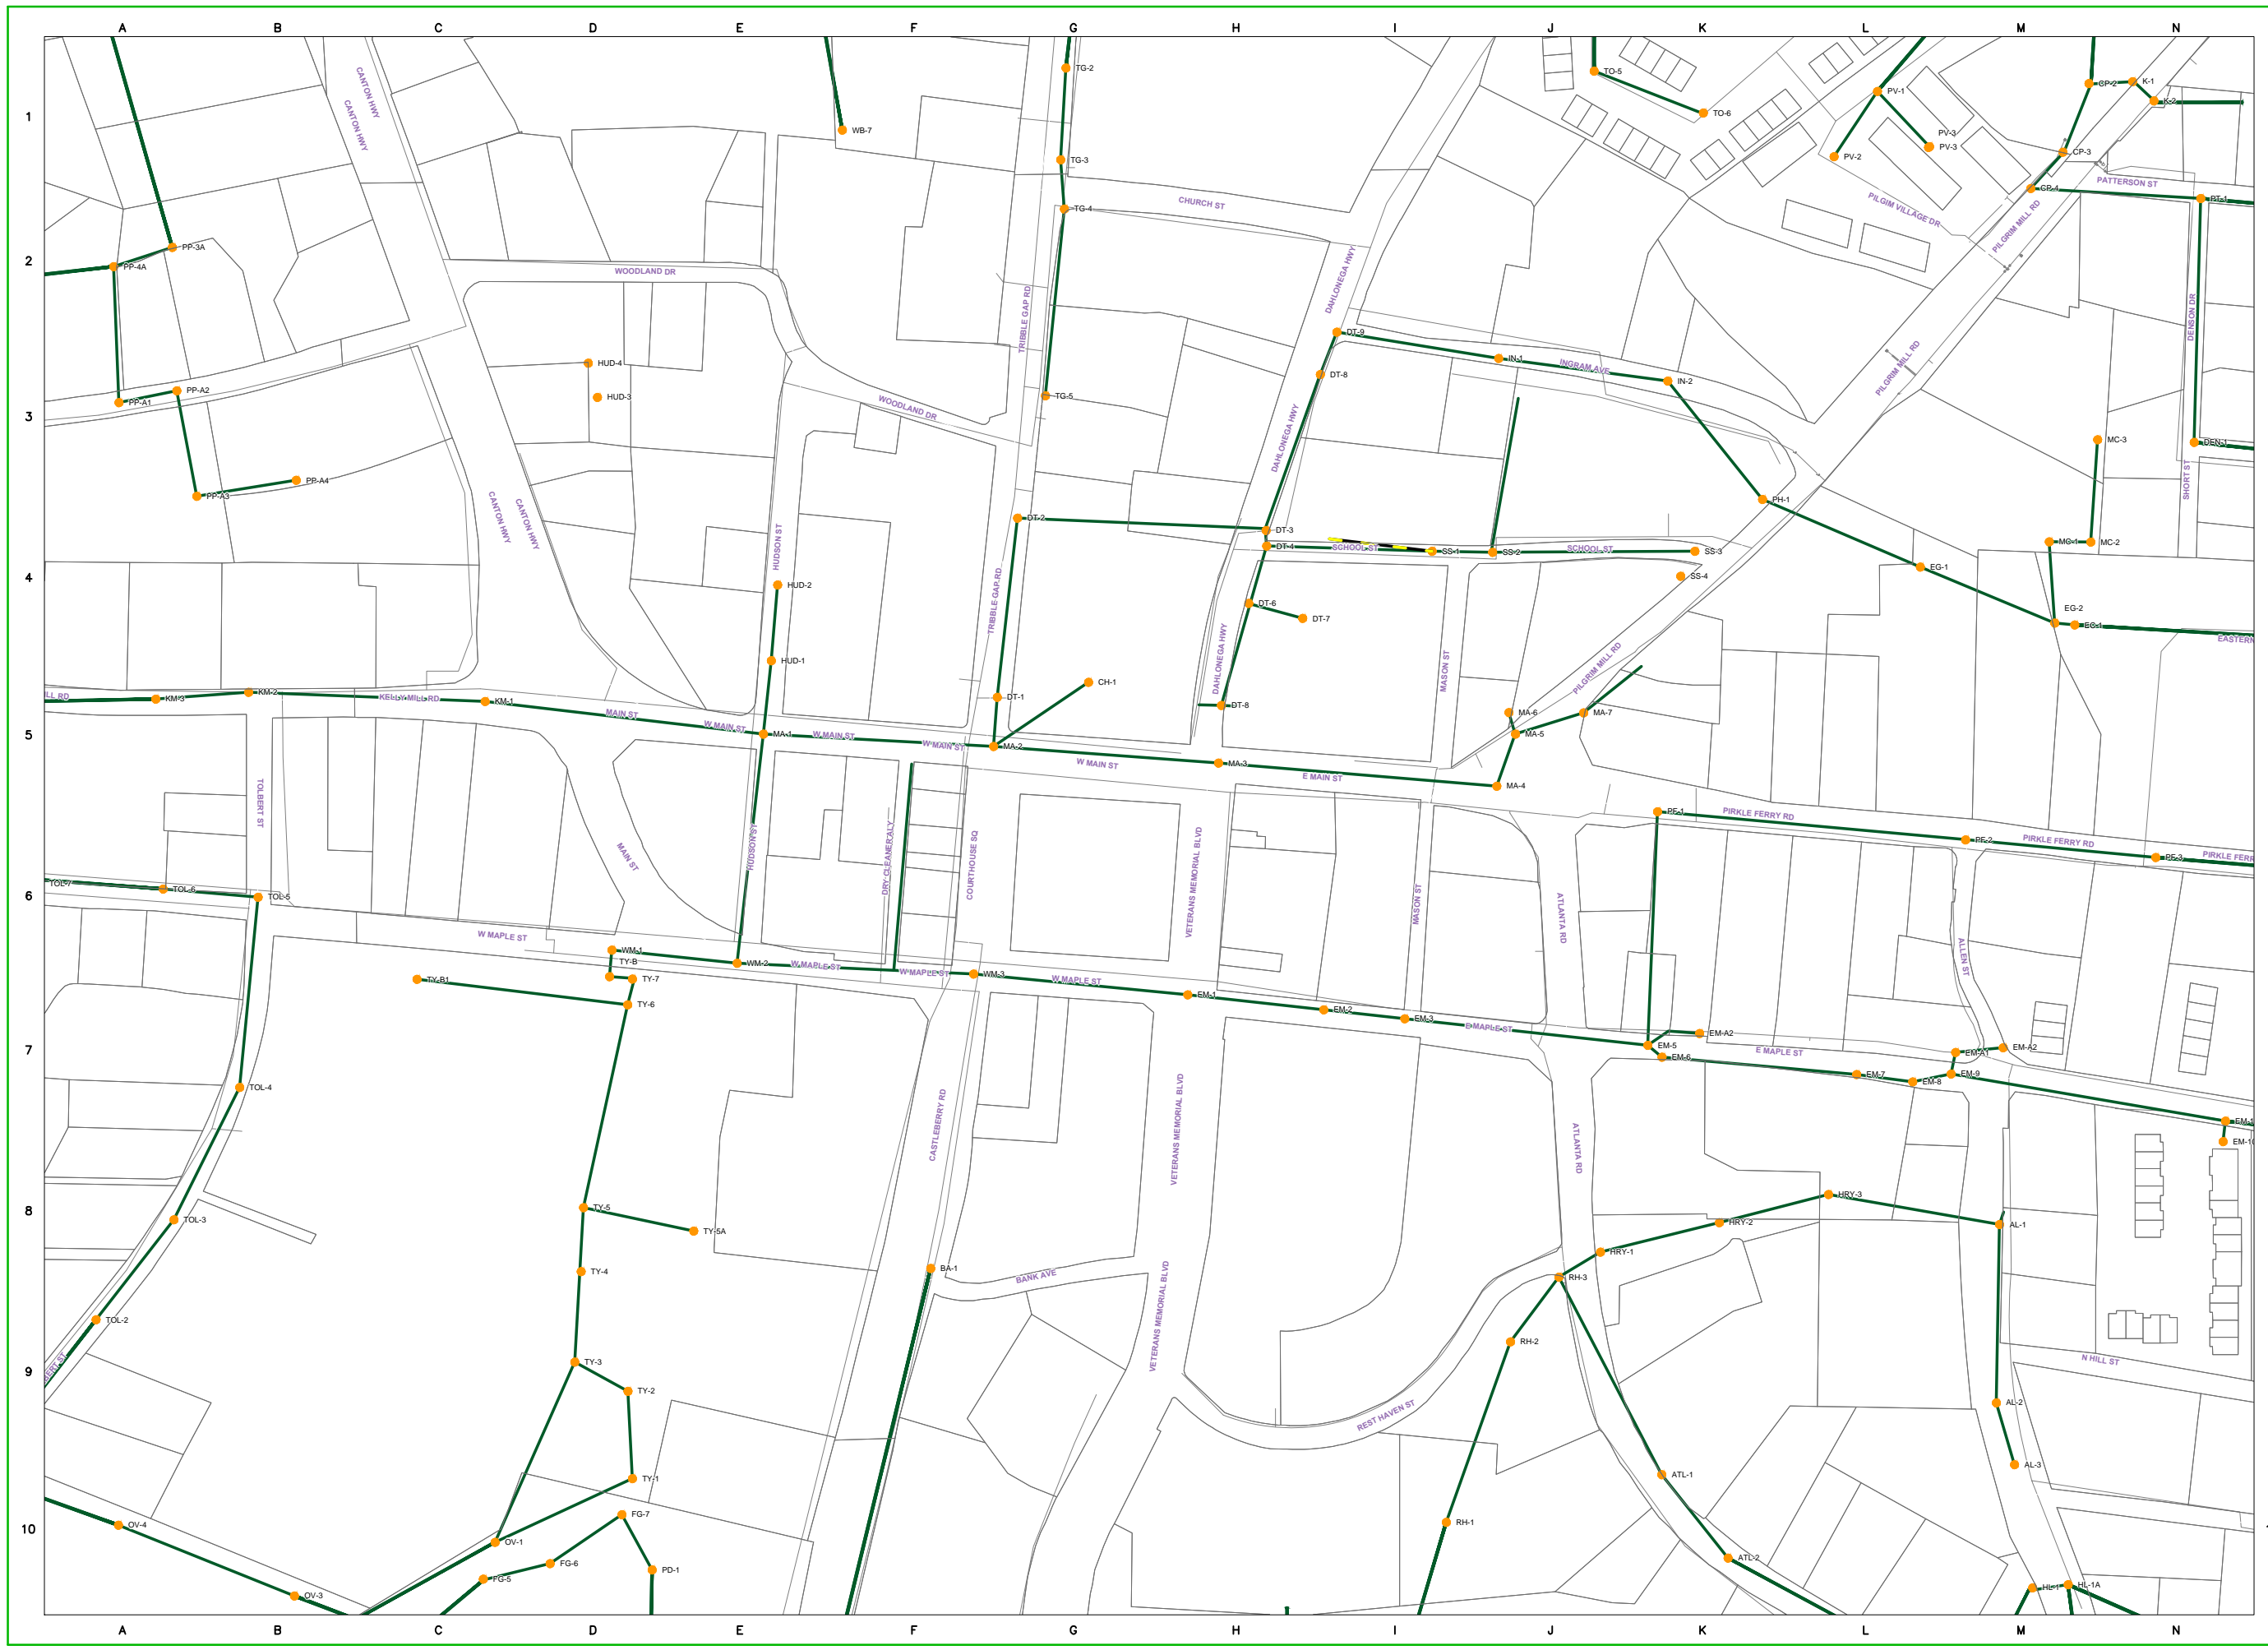 A B C D E F G H I J K L M N
TG-2
TO-5
CP-2
K-1
K-2
PV-1
CANTON HWY
CANTON HWY
1
TO-6
WB-7
PV-3
PV-3
PV-2
CP-3
TG-3
CP-4
PATTERSON ST
PT-1
CHURCH ST
TG-4
PILGIM VILLAGE DR
PILGRIM MILL RD
PP-3A
2
PP-4A
WOODLAND DR
DAHLONEGA HWY
TRIBBLE GAP RD
DENSON DR
DT-9
IN-1
INGRAM AVE
PILGRIM MILL RD
HUD-4
DT-8
IN-2
PP-A2
PP-A1
HUD-3
TG-5
WOODLAND DR
3
DAHLONEGA HWY
MC-3
DEN-1
PP-A4
PP-A3
SHORT ST
PH-1
CANTON HWY
CANTON HWY
DT-2
DT-3
DT-4
SCHOOL ST
SS-1
SS-2
SCHOOL ST
SS-3
MC-1
MC-2
HUDSON ST
4
EG-1
SS-4
HUD-2
TRIBBLE GAP RD
DT-6
DT-7
EG-2
EC-1
EASTERN
HUD-1
DAHLONEGA HWY
MASON ST
PILGRIM MILL RD
CH-1
ILL RD
KM-3
KM-2
KELLY MILL RD
KM-1
DT-1
DT-8
MAIN ST
W MAIN ST
MA-1
W MAIN ST
W MAIN ST
MA-2
MA-6
MA-7
MA-5
5
W MAIN ST
MA-3
E MAIN ST
MA-4
TOLBERT ST
PF-1
PIRKLE FERRY RD
PF-2
PIRKLE FERRY RD
PF-3
PIRKLE FERR
HUDSON ST
MAIN ST
DRY CLEANER ALY
COURTHOUSE SQ
VETERANS MEMORIAL BLVD
MASON ST
ATLANTA RD
ALLEN ST
TOL-7
TOL-6
TOL-5
6
W MAPLE ST
WM-1
TY-B
TY-7
TY-B1
TY-6
WM-2
W MAPLE ST
W MAPLE ST
WM-3
W MAPLE ST
EM-1
EM-2
EM-3
E MAPLE ST
EM-A2
EM-5
EM-6
E MAPLE ST
EM-A1
EM-A2
7
EM-7
EM-8
EM-9
TOL-4
EM-1
EM-10
CASTLEBERRY RD
VETERANS MEMORIAL BLVD
ATLANTA RD
HRY-3
8
TY-5
TOL-3
TY-5A
HRY-2
AL-1
HRY-1
TY-4
BA-1
BANK AVE
VETERANS MEMORIAL BLVD
RH-3
TOL-2
RH-2
BERT ST
TY-3
9
N HILL ST
TY-2
AL-2
REST HAVEN ST
AL-3
TY-1
ATL-1
FG-7
OV-4
10
RH-1
OV-1
ATL-2
FG-6
PD-1
FG-5
HL-1
HL-1A
OV-3
A B C D E F G H I J K L M N